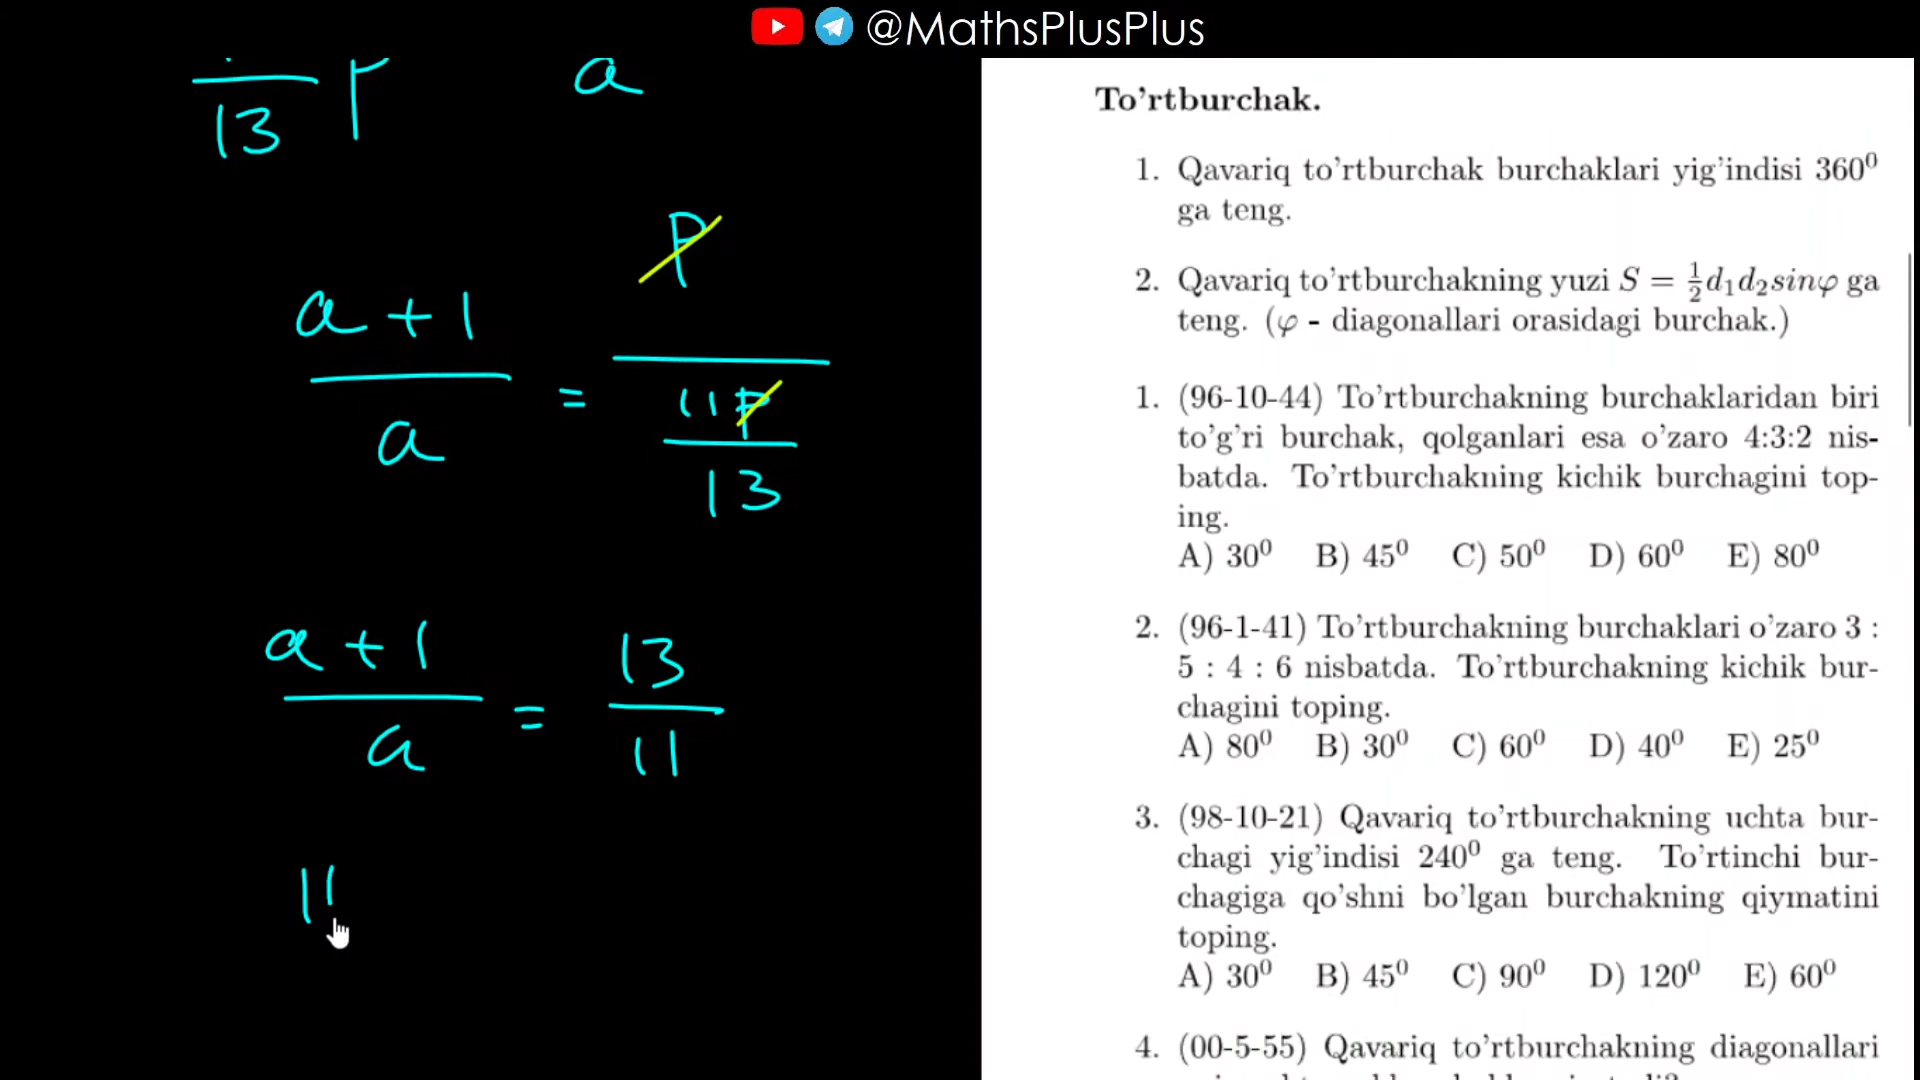 @MathsPlusPlus
13 P
a
P
a + 1
=
a
11P
13
a + 1
13
=
a
11
11
To'rtburchak.
1. Qavariq to'rtburchak burchaklari yig'indisi 360⁰
ga teng.
2. Qavariq to'rtburchakning yuzi S = ½d₁d₂sinφ ga
teng. (φ - diagonallari orasidagi burchak.)
1. (96-10-44) To'rtburchakning burchaklaridan biri
to'g'ri burchak, qolganlari esa o'zaro 4:3:2 nis-
batda. To'rtburchakning kichik burchagini top-
ing.
A) 30⁰ B) 45⁰ C) 50⁰ D) 60⁰ E) 80⁰
2. (96-1-41) To'rtburchakning burchaklari o'zaro 3 :
5 : 4 : 6 nisbatda. To'rtburchakning kichik bur-
chagini toping.
A) 80⁰ B) 30⁰ C) 60⁰ D) 40⁰ E) 25⁰
3. (98-10-21) Qavariq to'rtburchakning uchta bur-
chagi yig'indisi 240⁰ ga teng. To'rtinchi bur-
chagiga qo'shni bo'lgan burchakning qiymatini
toping.
A) 30⁰ B) 45⁰ C) 90⁰ D) 120⁰ E) 60⁰
4. (00-5-55) Qavariq to'rtburchakning diagonallari